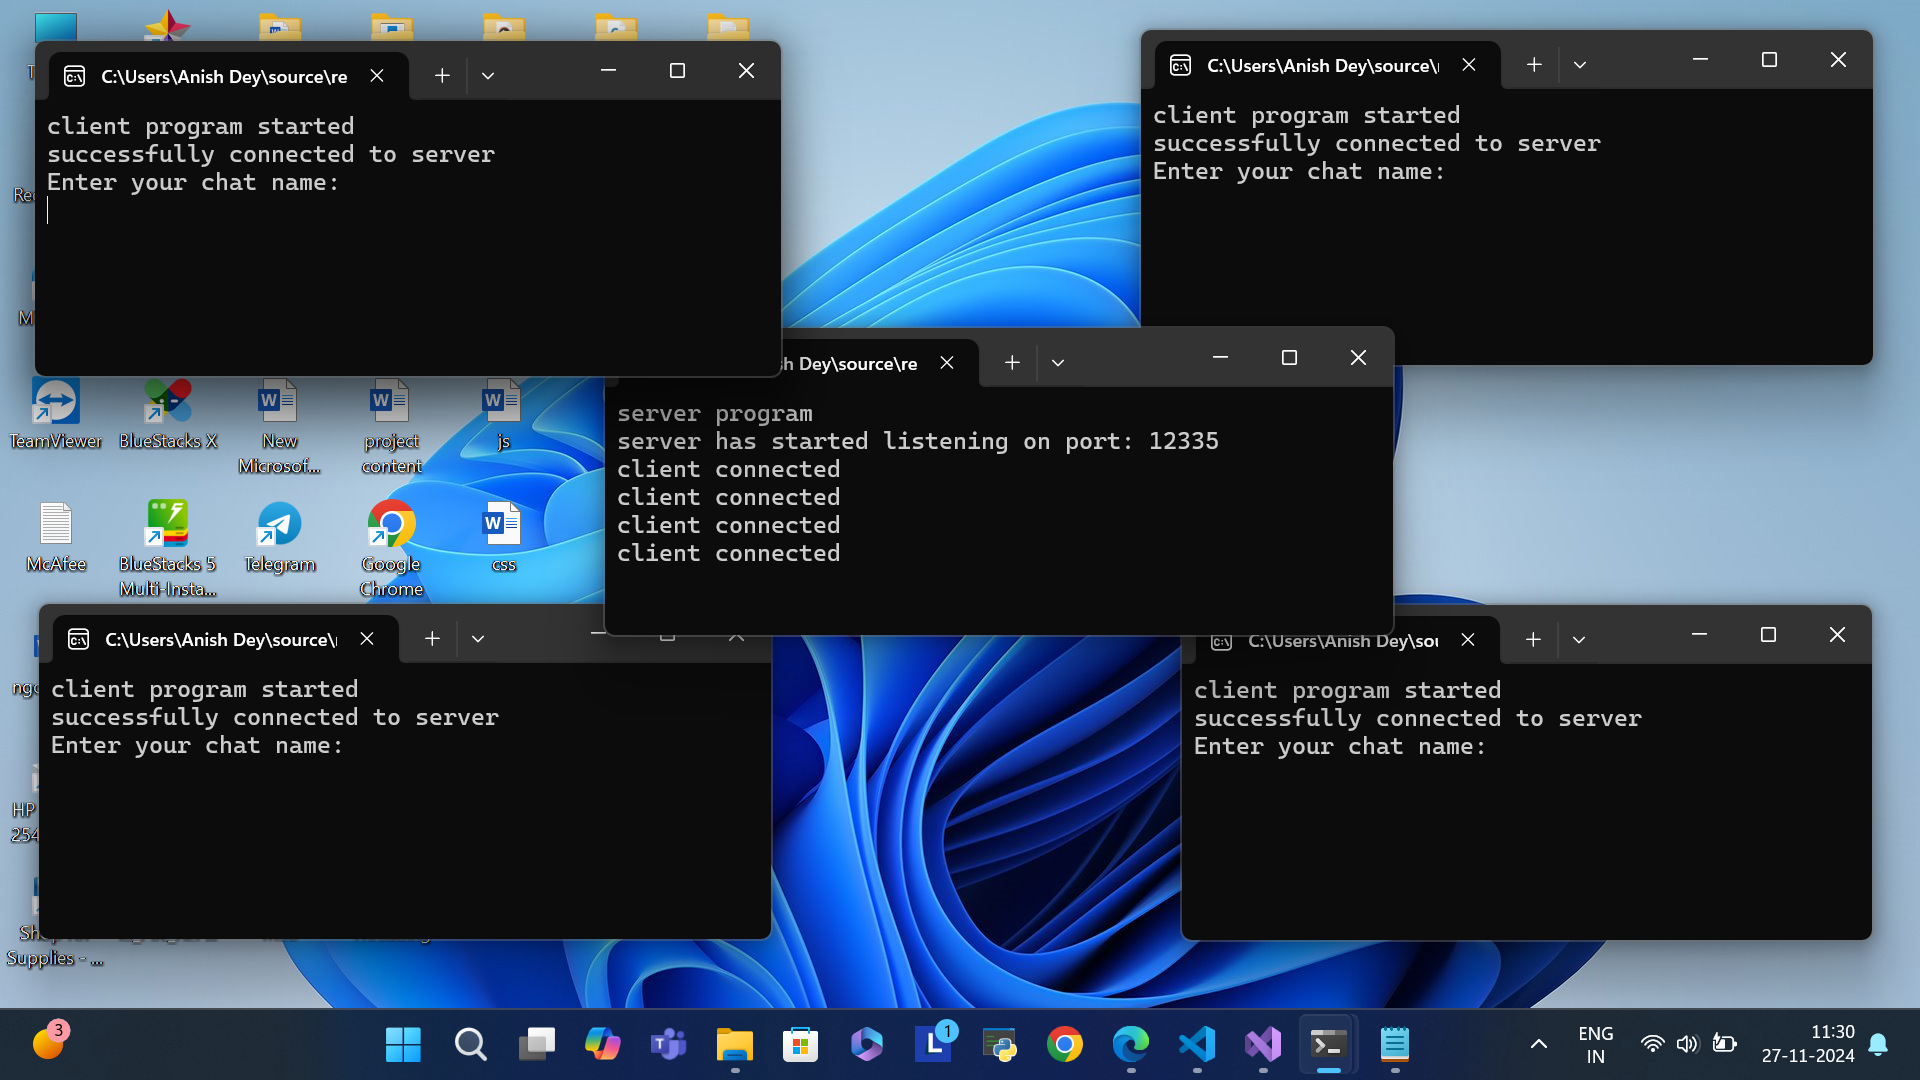 C:\Users\Anish Dey\source\re
client program started
successfully connected to server
Enter your chat name:
C:\Users\Anish Dey\source\
client program started
successfully connected to server
Enter your chat name:
sh Dey\source\re
server program
server has started listening on port: 12335
client connected
client connected
client connected
client connected
TeamViewer
BlueStacks X
New
Microsof...
project
content
js
McAfee
BlueStacks 5
Multi-Insta...
Telegram
Google
Chrome
css
C:\Users\Anish Dey\source\
client program started
successfully connected to server
Enter your chat name:
C:\Users\Anish Dey\sou
client program started
successfully connected to server
Enter your chat name:
HP
254
Supplies - ...
3
1
ENG
IN
11:30
27-11-2024